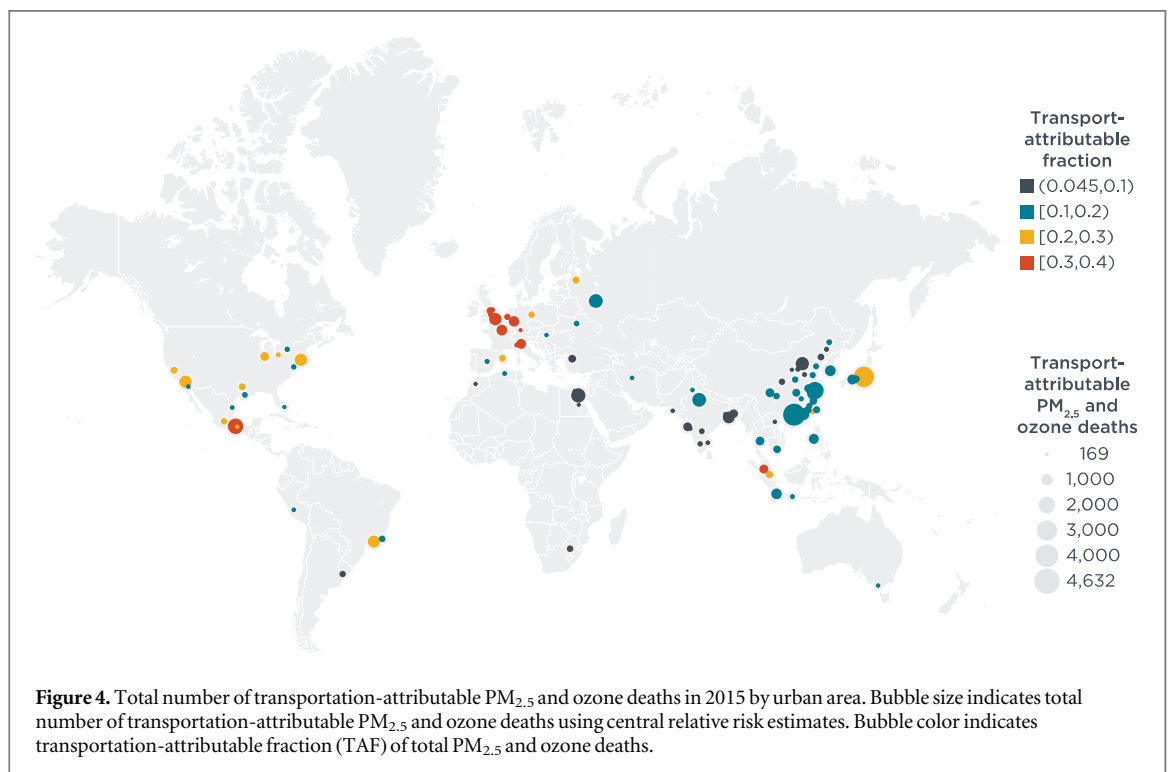 Transport-
attributable
fraction
(0.045,0.1)
[0.1,0.2)
[0.2,0.3)
[0.3,0.4)
Transport-
attributable
PM2.5 and
ozone deaths
169
1,000
2,000
3,000
4,000
4,632
Figure 4. Total number of transportation-attributable PM2.5 and ozone deaths in 2015 by urban area. Bubble size indicates total
number of transportation-attributable PM2.5 and ozone deaths using central relative risk estimates. Bubble color indicates
transportation-attributable fraction (TAF) of total PM2.5 and ozone deaths.